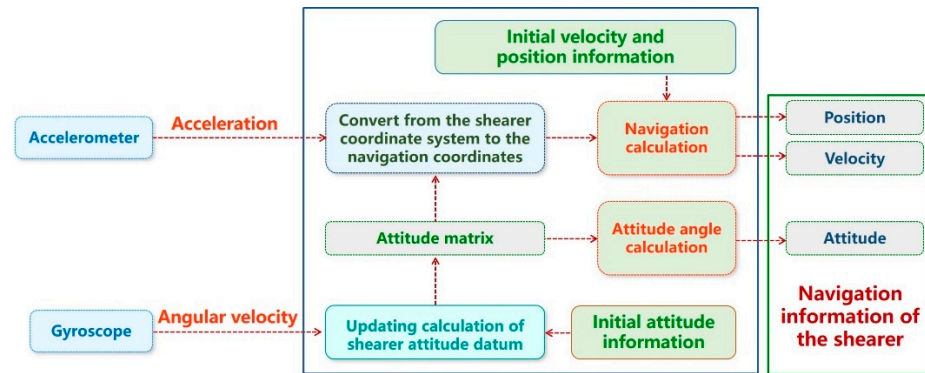 Initial velocity and
position information
Accelerometer
Acceleration
Convert from the shearer
coordinate system to the
navigation coordinates
Navigation
calculation
Position
Velocity
Attitude matrix
Attitude angle
calculation
Attitude
Gyroscope
Angular velocity
Updating calculation of
shearer attitude datum
Initial attitude
information
Navigation
information of
the shearer